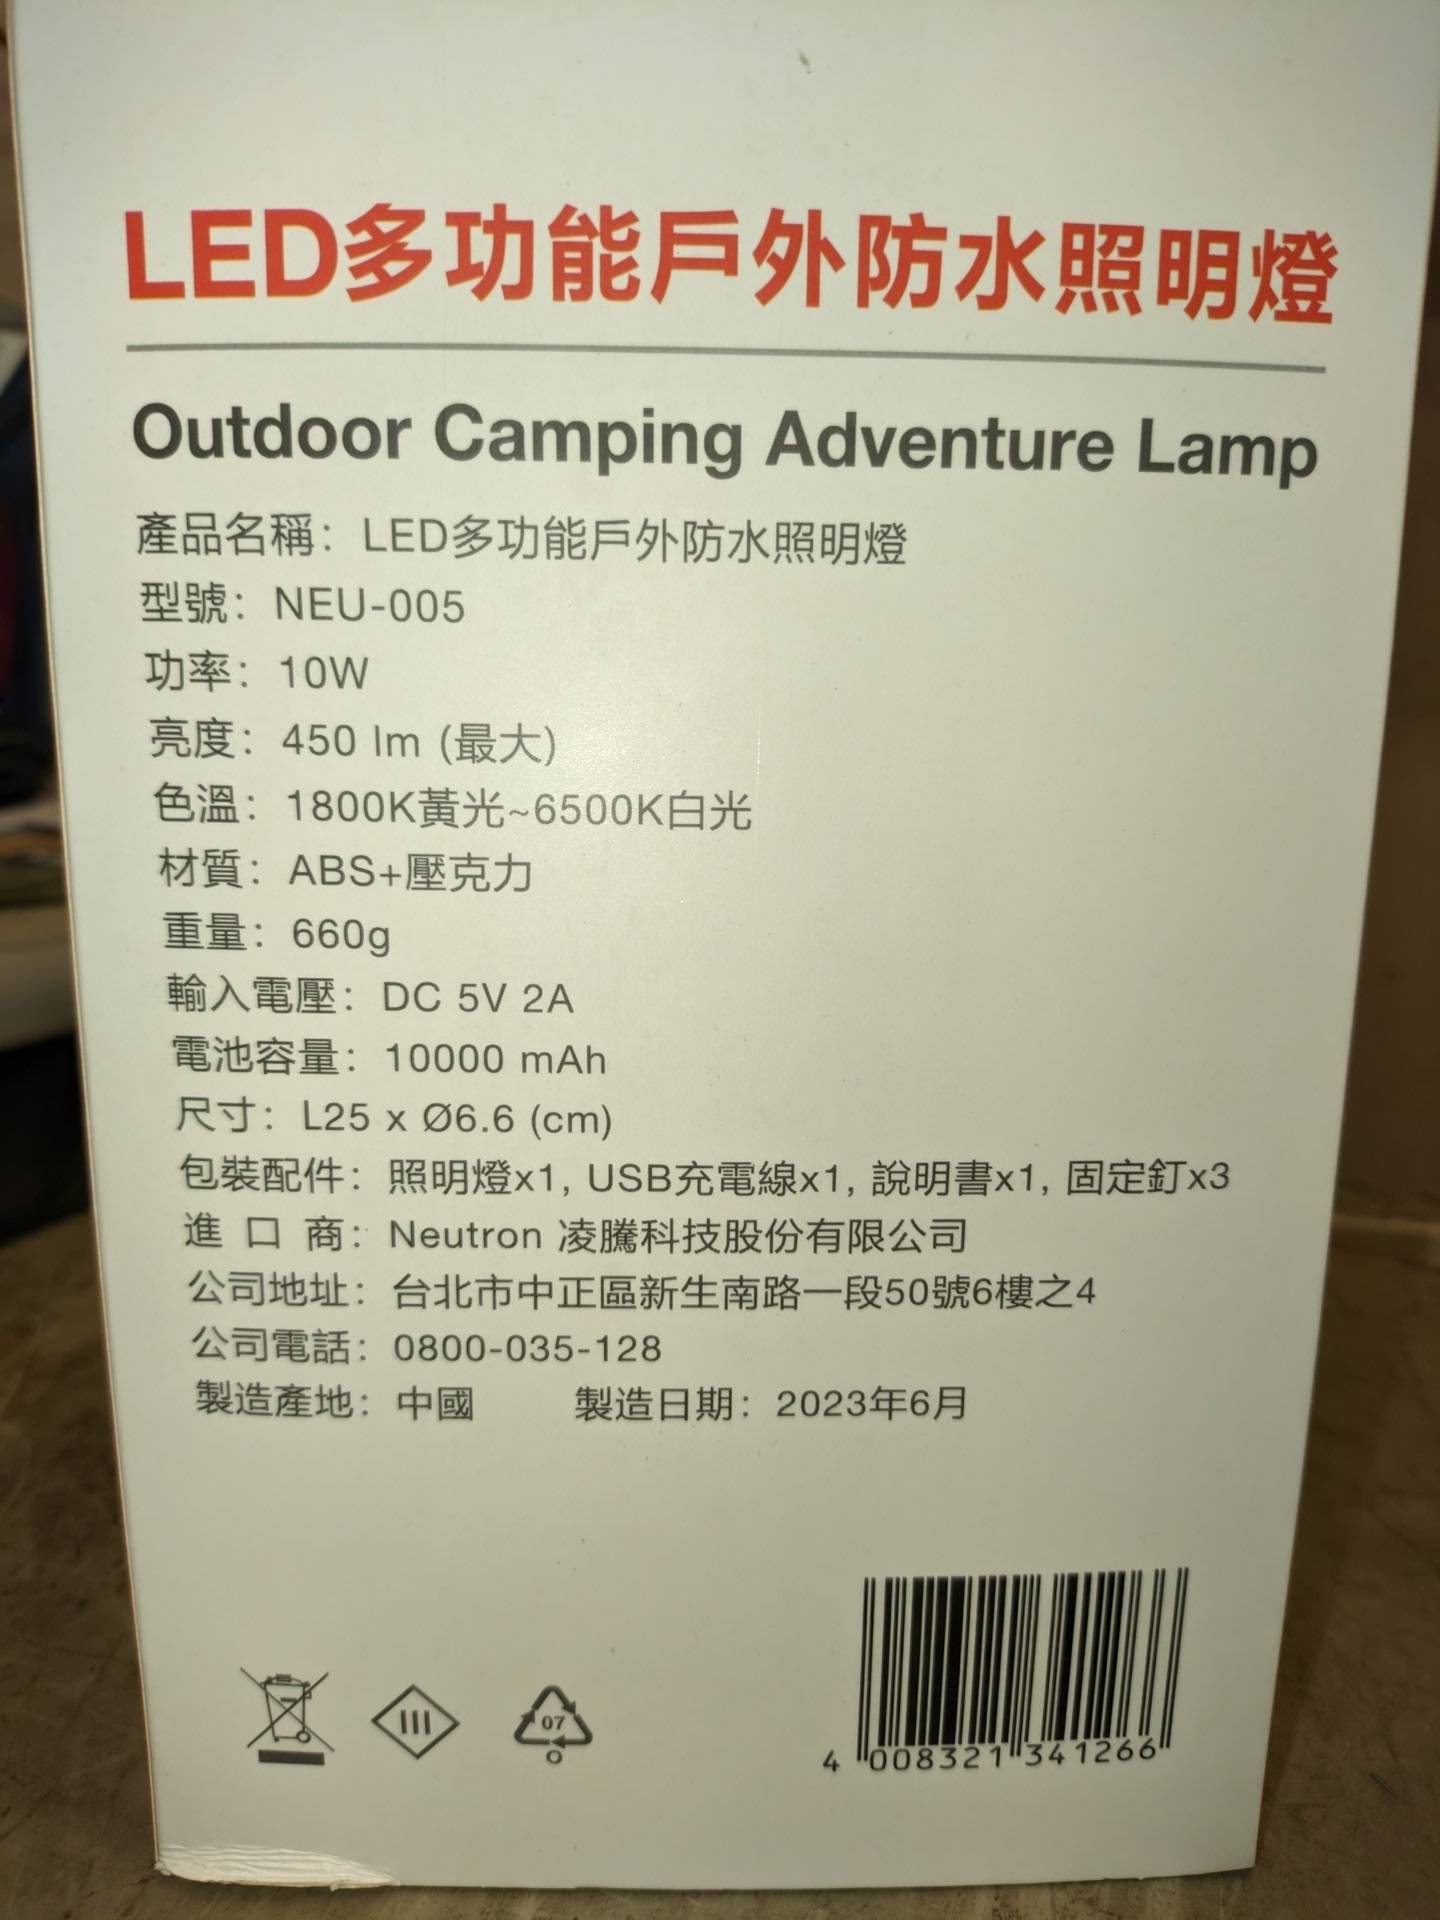 LED多功能戶外防水照明燈
Outdoor Camping Adventure Lamp
產品名稱：LED多功能戶外防水照明燈
型號：NEU-005
功率：10W
亮度：450 lm (最大)
色溫：1800K黃光~6500K白光
材質：ABS+壓克力
重量：660g
輸入電壓：DC 5V 2A
電池容量：10000 mAh
尺寸：L25 x Ø6.6 (cm)
包裝配件：照明燈x1, USB充電線x1, 說明書x1, 固定釘x3
進 口 商：Neutron 凌騰科技股份有限公司
公司地址：台北市中正區新生南路一段50號6樓之4
公司電話：0800-035-128
製造產地：中國 製造日期：2023年6月
07
O
4 008321 341266